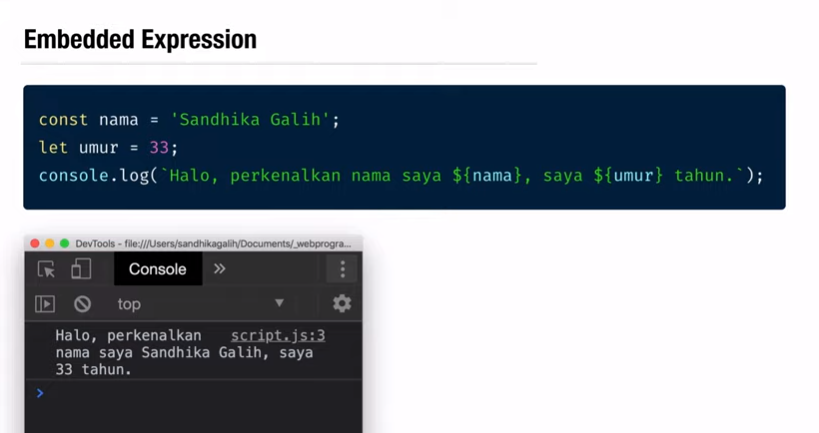 Embedded Expression
const nama = 'Sandhika Galih';
let umur = 33;
console.log(`Halo, perkenalkan nama saya ${nama}, saya ${umur} tahun.`);
DevTools - file:///Users/sandhikagalih/Documents/_webprogra...
Console »
top ▼
Halo, perkenalkan script.js:3
nama saya Sandhika Galih, saya
33 tahun.
>